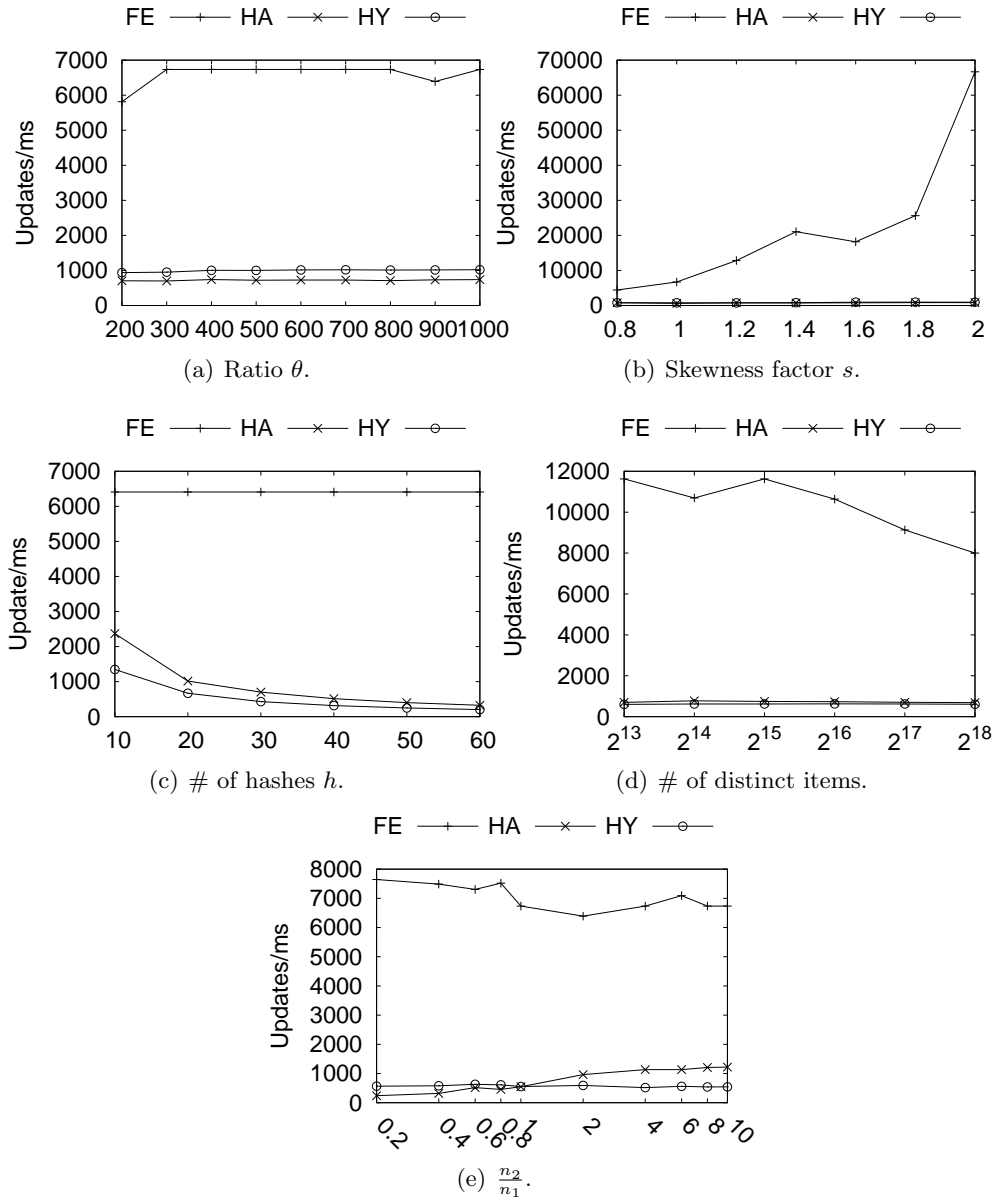 FE HA HY
FE HA HY
7000
6000
5000
4000
3000
2000
1000
0
Updates/ms
200 300 400 500 600 700 800 900 1000
(a) Ratio θ.
70000
60000
50000
40000
30000
20000
10000
0
Updates/ms
0.8 1 1.2 1.4 1.6 1.8 2
(b) Skewness factor s.
FE HA HY
FE HA HY
7000
6000
5000
4000
3000
2000
1000
0
Update/ms
10 20 30 40 50 60
(c) # of hashes h.
12000
10000
8000
6000
4000
2000
0
Updates/ms
2^13 2^14 2^15 2^16 2^17 2^18
(d) # of distinct items.
FE HA HY
8000
7000
6000
5000
4000
3000
2000
1000
0
Updates/ms
0.2 0.4 0.6 0.8 1 2 4 6 8 10
(e) n₂/n₁.